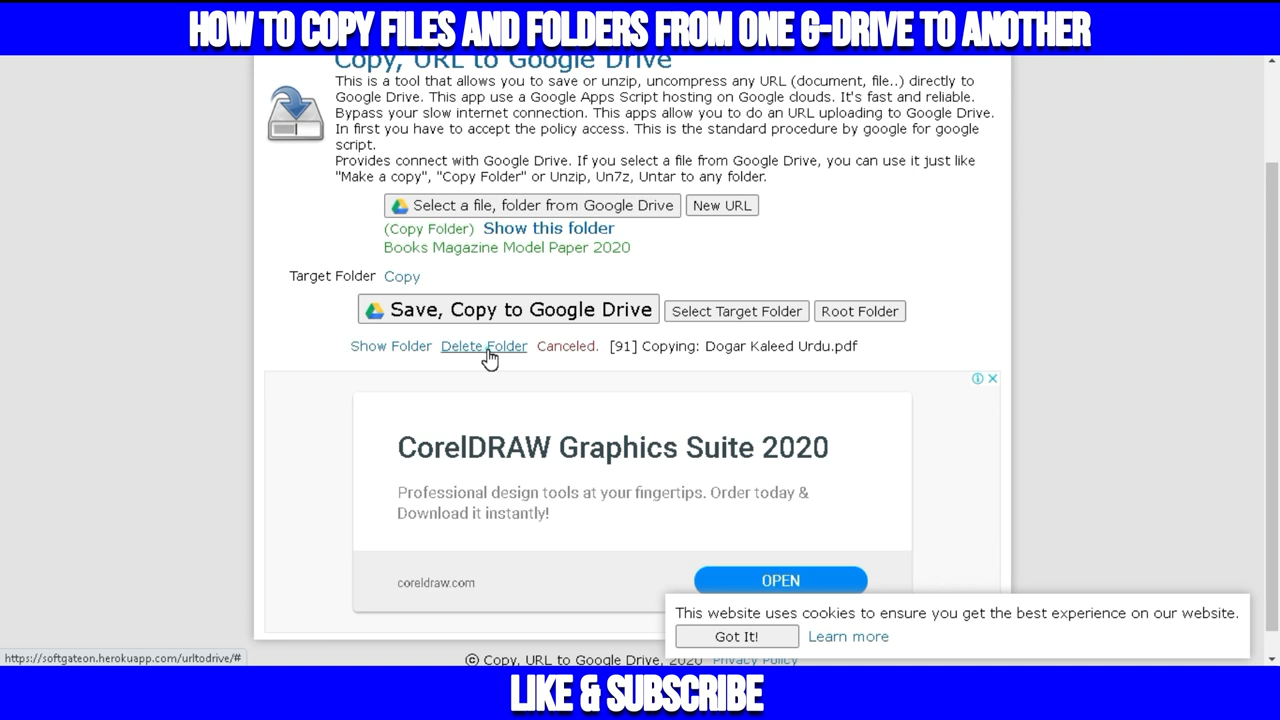 HOW TO COPY FILES AND FOLDERS FROM ONE G-DRIVE TO ANOTHER
Copy, URL to Google Drive
This is a tool that allows you to save or unzip, uncompress any URL (document, file..) directly to
Google Drive. This app use a Google Apps Script hosting on Google clouds. It's fast and reliable.
Bypass your slow internet connection. This apps allow you to do an URL uploading to Google Drive.
In first you have to accept the policy access. This is the standard procedure by google for google
script.
Provides connect with Google Drive. If you select a file from Google Drive, you can use it just like
"Make a copy", "Copy Folder" or Unzip, Un7z, Untar to any folder.
Select a file, folder from Google Drive New URL
(Copy Folder) Show this folder
Books Magazine Model Paper 2020
Target Folder Copy
Save, Copy to Google Drive Select Target Folder Root Folder
Show Folder Delete Folder Canceled. [91] Copying: Dogar Kaleed Urdu.pdf
CorelDRAW Graphics Suite 2020
Professional design tools at your fingertips. Order today &
Download it instantly!
coreldraw.com OPEN
This website uses cookies to ensure you get the best experience on our website.
Got It! Learn more
https://softgateon.herokuapp.com/urltodrive/#
© Copy, URL to Google Drive, 2020 Privacy Policy
LIKE & SUBSCRIBE